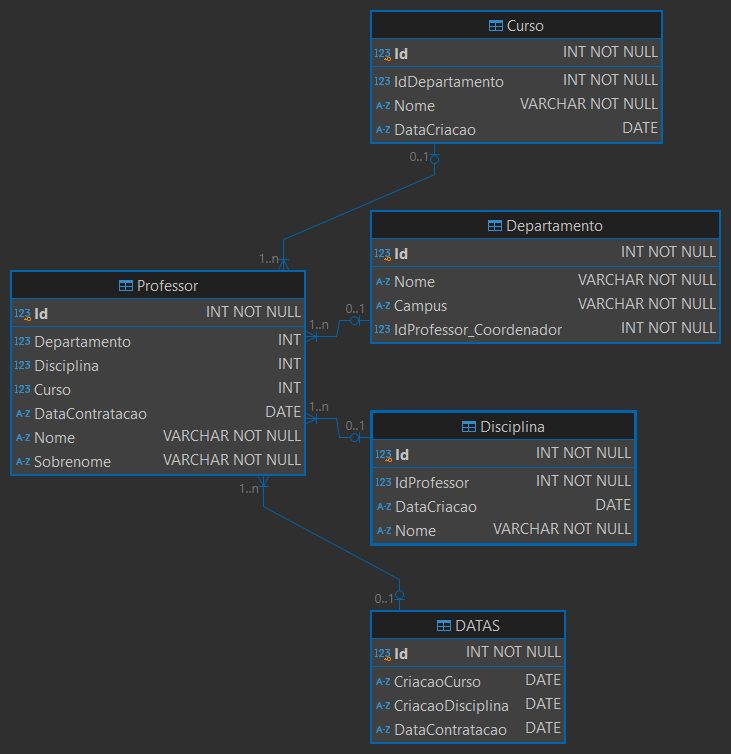 Curso
123 Id INT NOT NULL
123 IdDepartamento INT NOT NULL
A-Z Nome VARCHAR NOT NULL
A-Z DataCriacao DATE
0..1
1..n
Departamento
123 Id INT NOT NULL
A-Z Nome VARCHAR NOT NULL
A-Z Campus VARCHAR NOT NULL
123 IdProfessor_Coordenador INT NOT NULL
Professor
123 Id INT NOT NULL
123 Departamento INT
123 Disciplina INT
123 Curso INT
A-Z DataContratacao DATE
A-Z Nome VARCHAR NOT NULL
A-Z Sobrenome VARCHAR NOT NULL
0..1
1..n
1..n
0..1
Disciplina
123 Id INT NOT NULL
123 IdProfessor INT NOT NULL
A-Z DataCriacao DATE
A-Z Nome VARCHAR NOT NULL
1..n
0..1
DATAS
123 Id INT NOT NULL
A-Z CriacaoCurso DATE
A-Z CriacaoDisciplina DATE
A-Z DataContratacao DATE